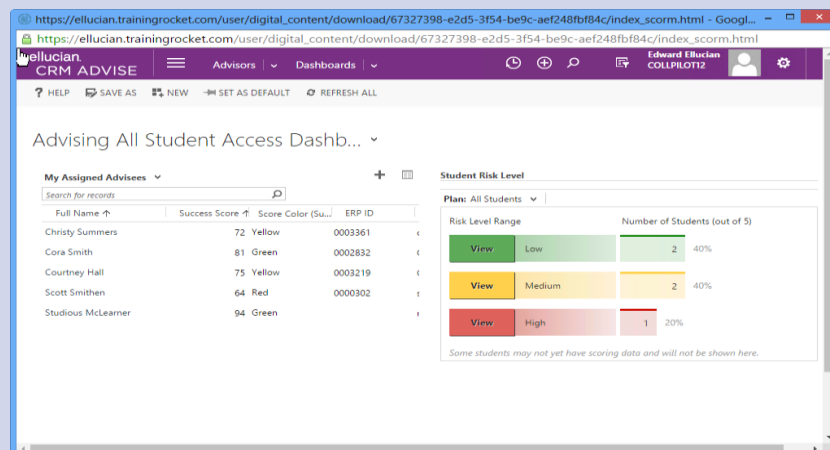 https://ellucian.trainingrocket.com/user/digital_content/download/67327398-e2d5-3f54-be9c-aef248fbf84c/index_scorm.html - Googl...
https://ellucian.trainingrocket.com/user/digital_content/download/67327398-e2d5-3f54-be9c-aef248fbf84c/index_scorm.html
ellucian.
CRM ADVISE
Advisors
Dashboards
Edward Ellucian
COLLPILOT12
? HELP SAVE AS NEW SET AS DEFAULT REFRESH ALL
Advising All Student Access Dashb...
My Assigned Advisees
Search for records
Full Name ↑ Success Score ↑ Score Color (Su... ERP ID
Christy Summers 72 Yellow 0003361
Cora Smith 81 Green 0002832
Courtney Hall 75 Yellow 0003219
Scott Smithen 64 Red 0000302
Studious McLearner 94 Green
Student Risk Level
Plan: All Students
Risk Level Range Number of Students (out of 5)
View Low 2 40%
View Medium 2 40%
View High 1 20%
Some students may not yet have scoring data and will not be shown here.